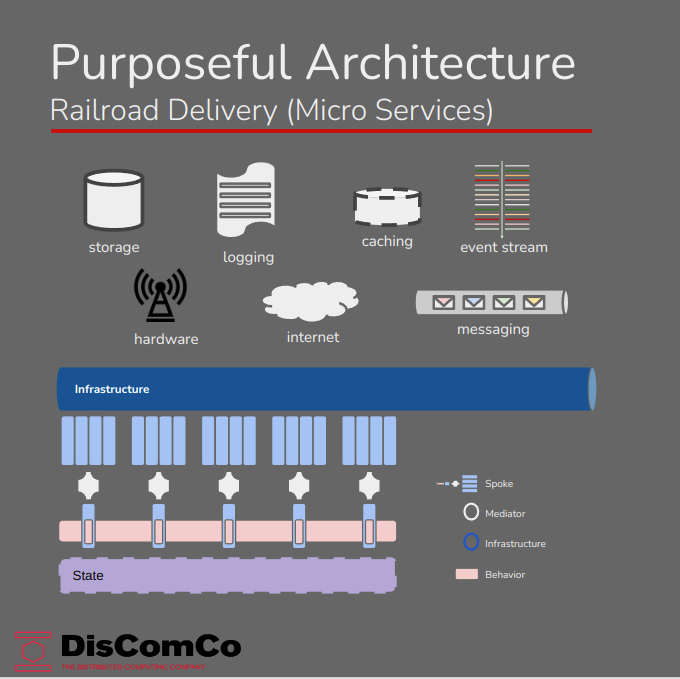 Purposeful Architecture
Railroad Delivery (Micro Services)
storage
logging
caching
event stream
hardware
internet
messaging
Infrastructure
Spoke
Mediator
Infrastructure
Behavior
State
DisComCo
THE DISTRIBUTED COMPUTING COMPANY